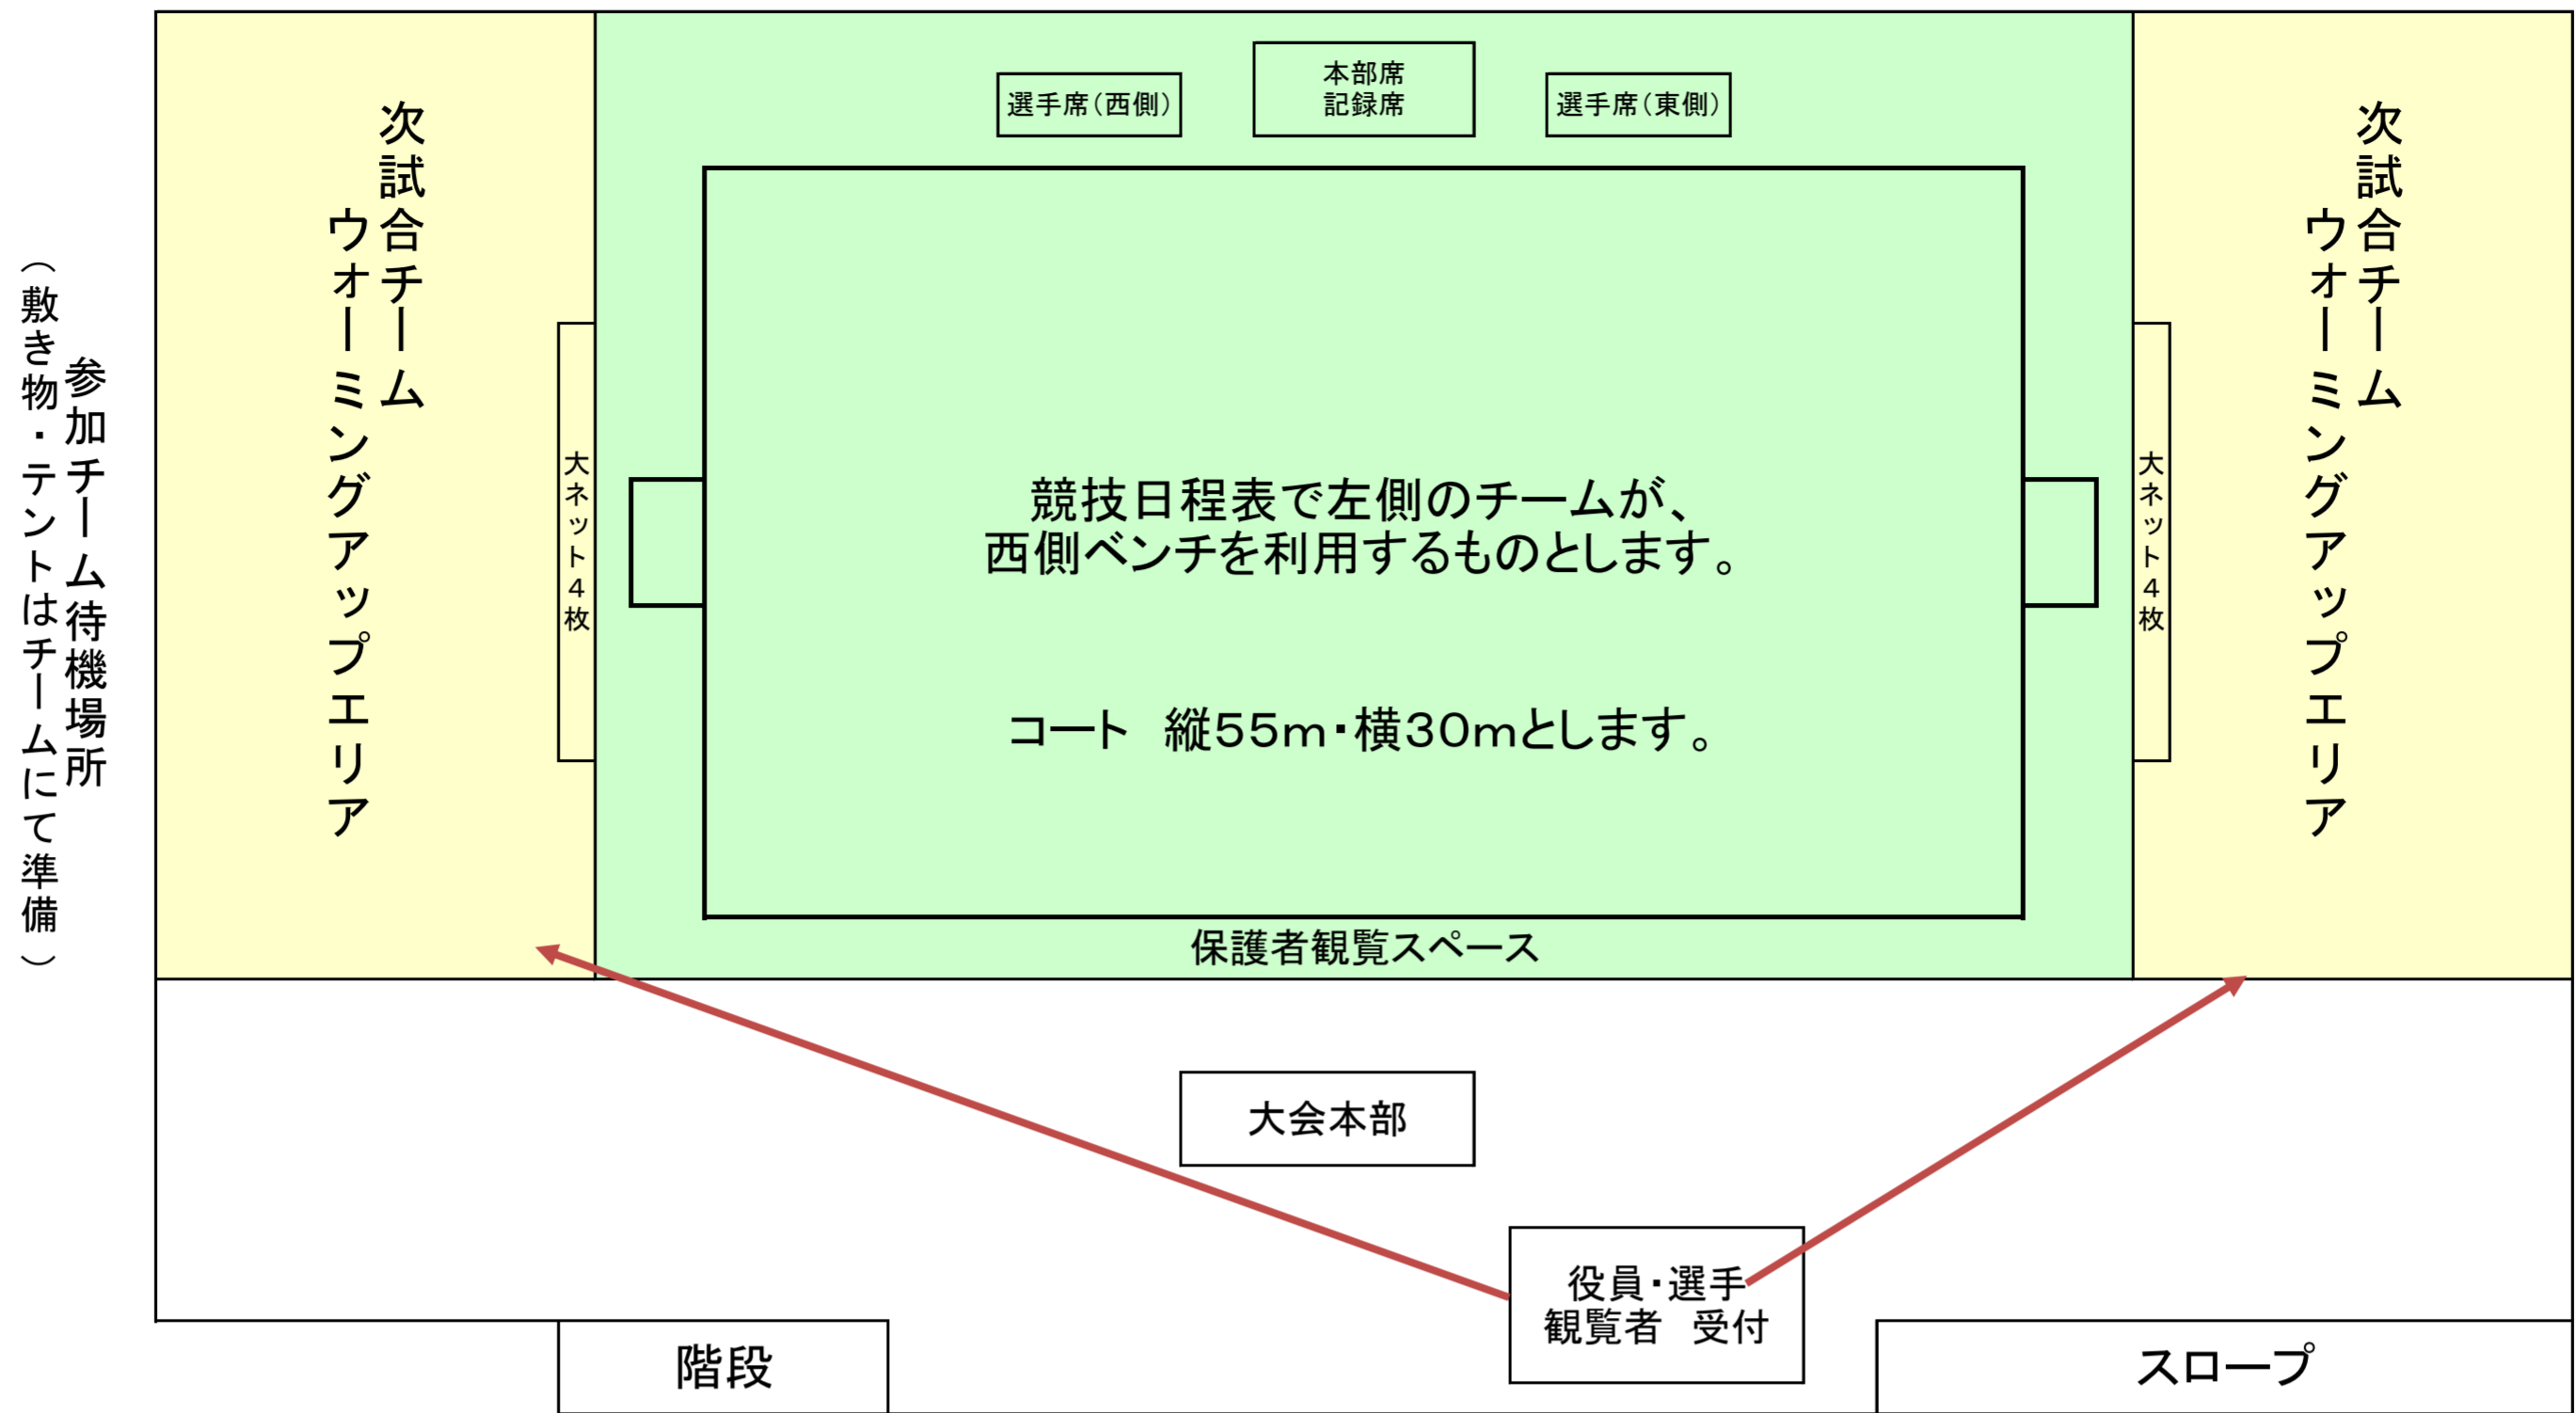 参加チーム待機場所
（敷き物・テントはチームにて準備）
次試合チーム
ウォーミングアップエリア
大ネット４枚
選手席（西側）
本部席
記録席
選手席（東側）
競技日程表で左側のチームが、
西側ベンチを利用するものとします。
コート　縦５５ｍ・横３０ｍとします。
保護者観覧スペース
大ネット４枚
次試合チーム
ウォーミングアップエリア
大会本部
役員・選手
観覧者　受付
階段
スロープ